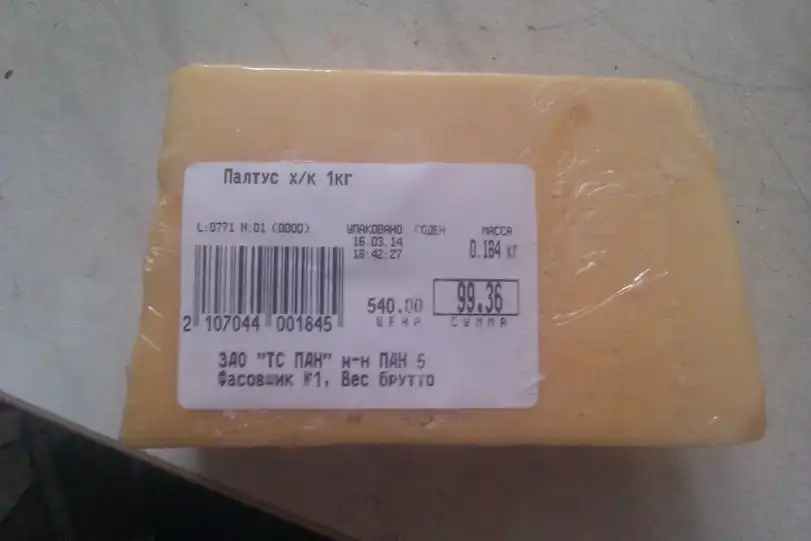 Палтус х/к 1кг
L:0771 N:01 (0000) УПАКОВАНО ГОДЕН МАССА
16.03.14 0.184 кг
18:42:27
540.00 99.36
ЦЕНА СУММА
2 107044 001845
ЗАО "ТС ПАН" м-н ПАН 5
Фасовшик №1, Вес брутто